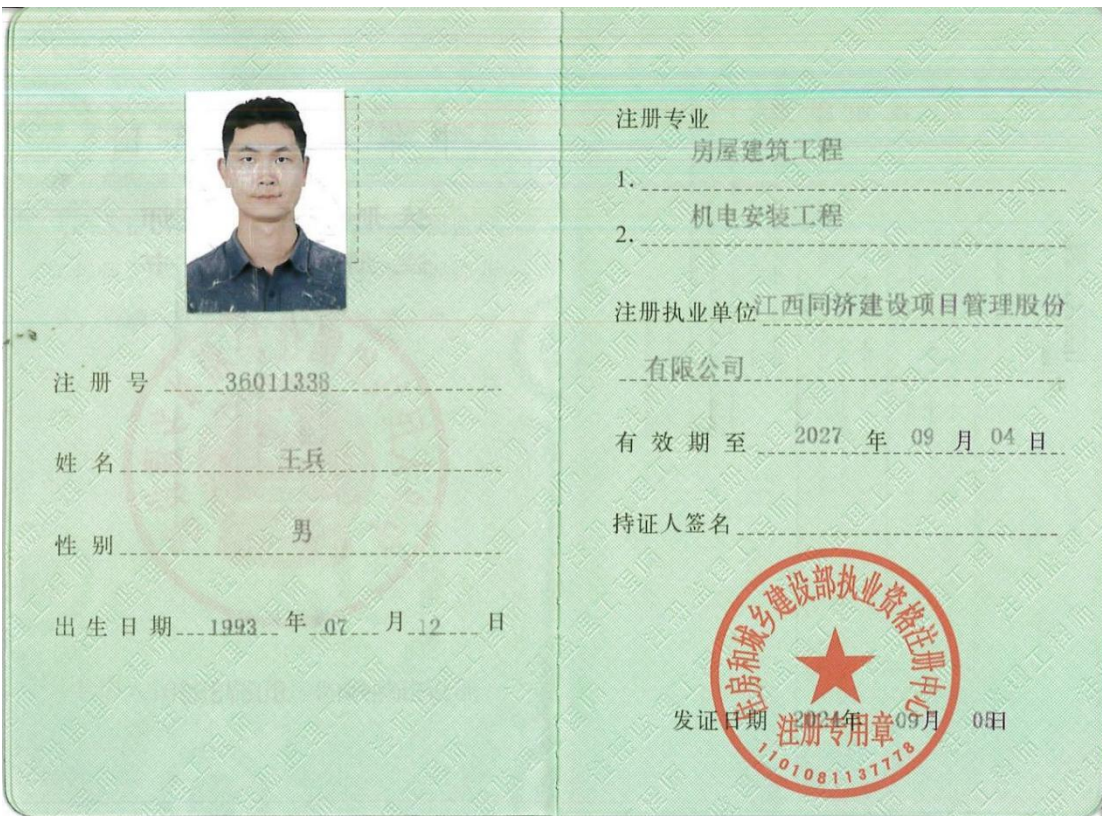 注册号 36011338
姓名 王兵
性别 男
出生日期 1993 年 07 月 12 日
注册专业
1. 房屋建筑工程
2. 机电安装工程
注册执业单位 江西同济建设项目管理股份
有限公司
有效期至 2027 年 09 月 04 日
持证人签名
住房和城乡建设部执业资格注册中心
发证日期 2024年 09月 05日
注册专用章
1101081137778